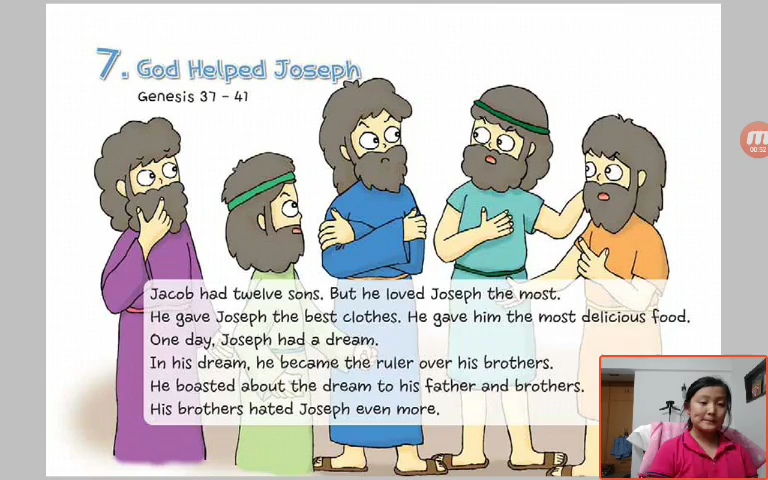 7. God Helped Joseph
Genesis 37 - 41
Jacob had twelve sons. But he loved Joseph the most.
He gave Joseph the best clothes. He gave him the most delicious food.
One day, Joseph had a dream.
In his dream, he became the ruler over his brothers.
He boasted about the dream to his father and brothers.
His brothers hated Joseph even more.
00:52